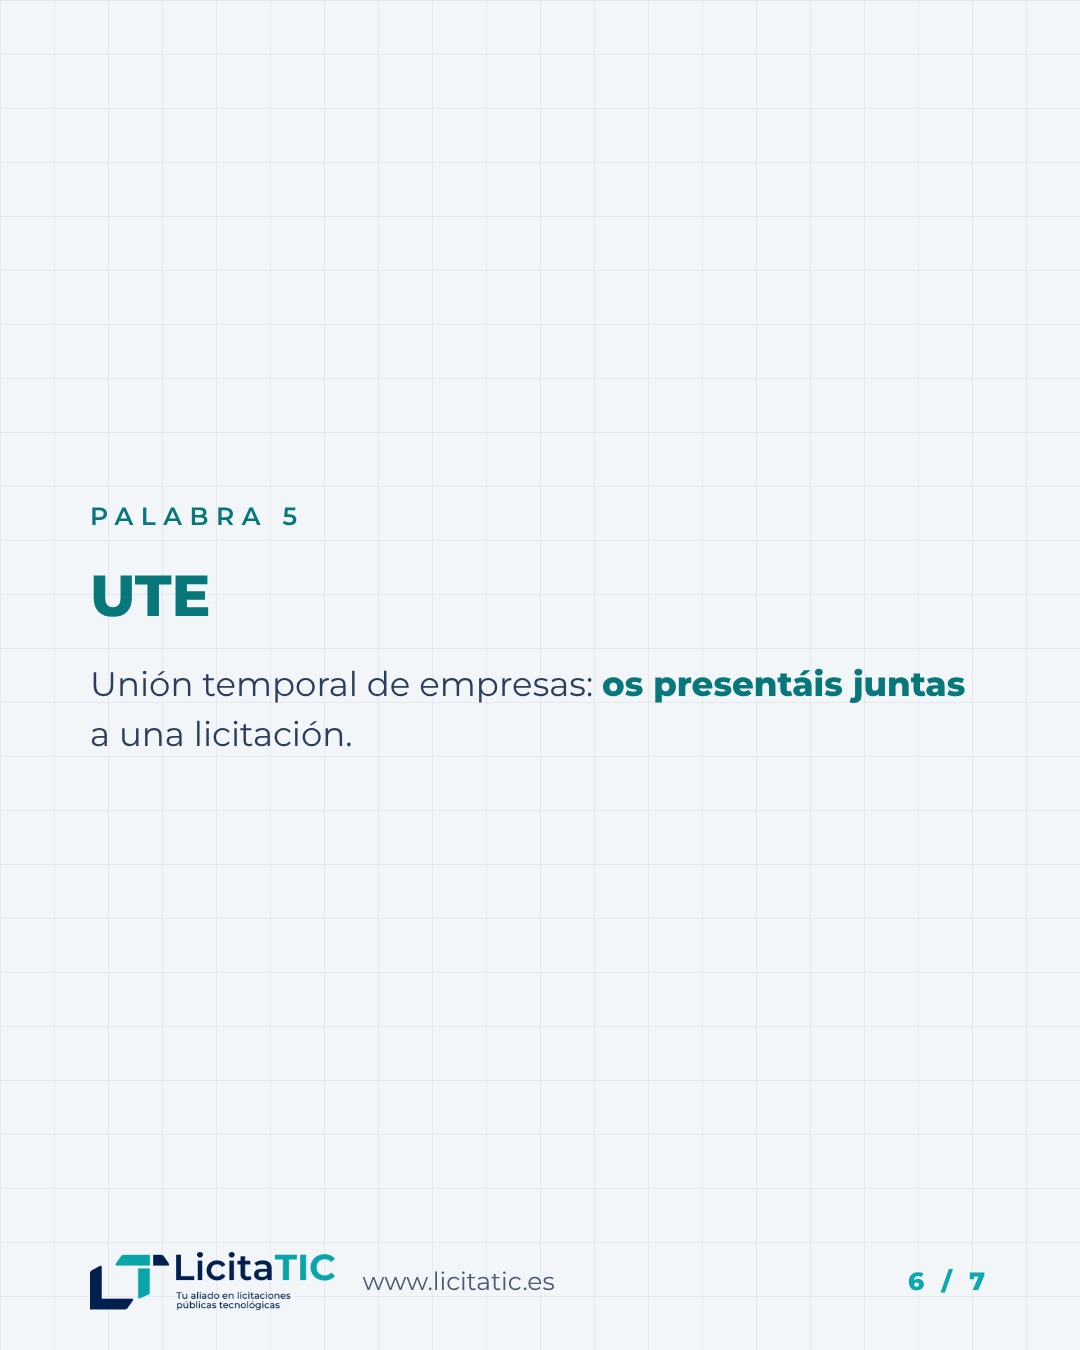 PALABRA 5
UTE
Unión temporal de empresas: os presentáis juntas
a una licitación.
LicitaTIC
Tu aliado en licitaciones
públicas tecnológicas
www.licitatic.es
6 / 7